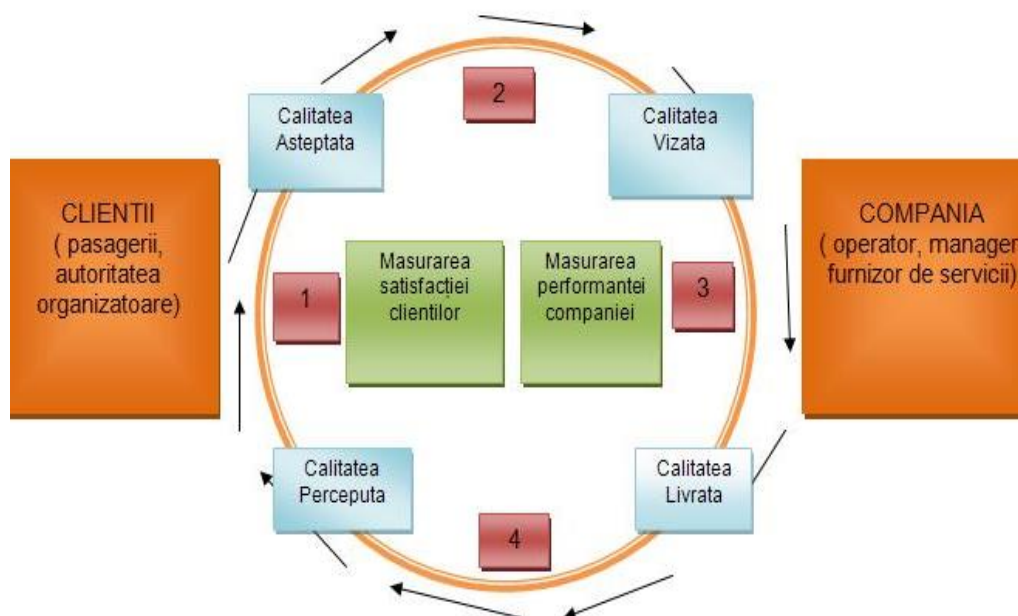 2
Calitatea
Asteptata
Calitatea
Vizata
CLIENTII
( pasagerii,
autoritatea
organizatoare)
1
Masurarea
satisfacției
clientilor
Masurarea
performantei
companiei
3
COMPANIA
( operator, manager
furnizor de servicii)
Calitatea
Perceputa
Calitatea
Livrata
4